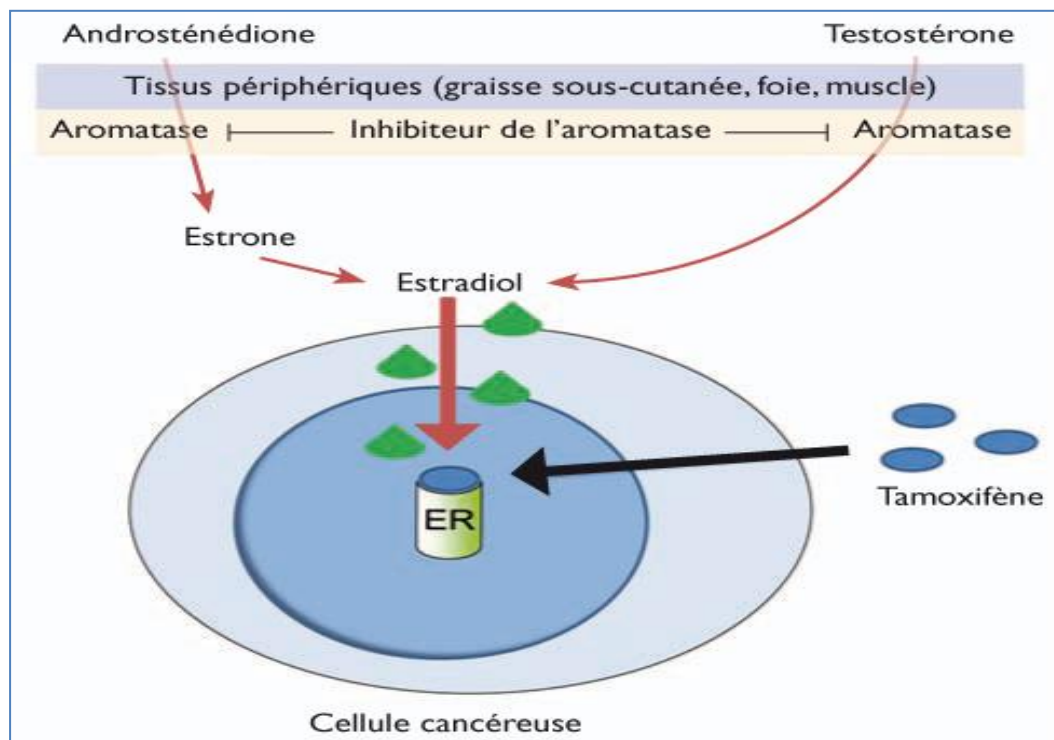 Androsténédione Testostérone
Tissus périphériques (graisse sous-cutanée, foie, muscle)
Aromatase Inhibiteur de l’aromatase Aromatase
Estrone
Estradiol
ER
Tamoxifène
Cellule cancéreuse